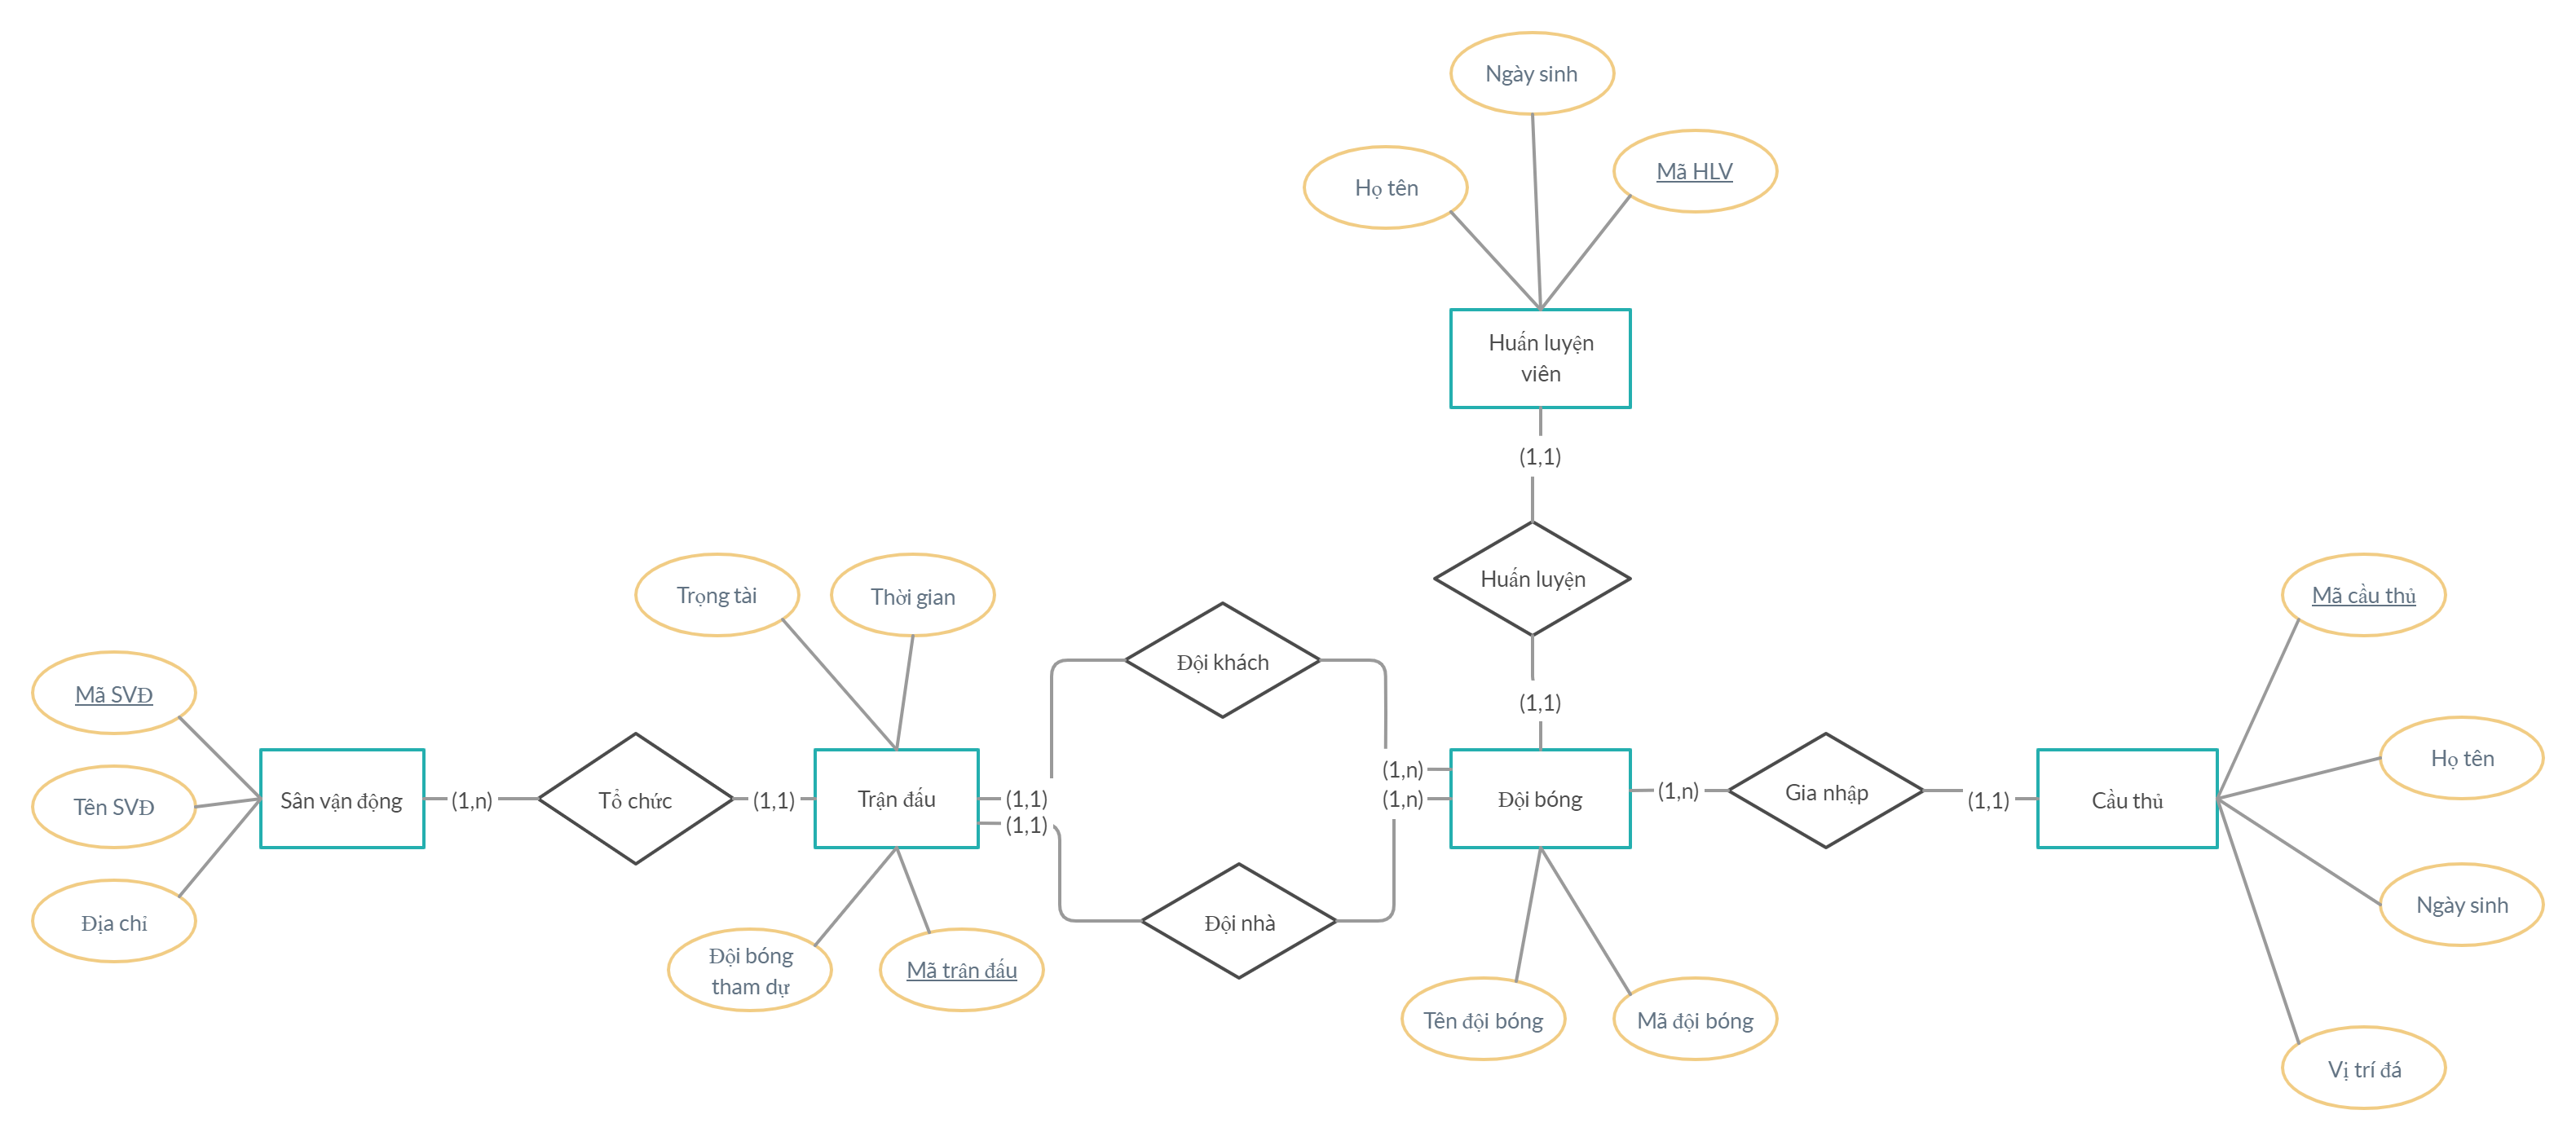 Ngày sinh
Họ tên
Mã HLV
Huấn luyện
viên
(1,1)
Huấn luyện
(1,1)
Trọng tài
Thời gian
Đội khách
Mã cầu thủ
Mã SVĐ
Tên SVĐ
Địa chỉ
Sân vận động
(1,n)
Tổ chức
(1,1)
Trận đấu
(1,1)
(1,1)
(1,n)
(1,n)
Đội bóng
(1,n)
Gia nhập
(1,1)
Cầu thủ
Họ tên
Ngày sinh
Đội nhà
Đội bóng
tham dự
Mã trân đấu
Tên đội bóng
Mã đội bóng
Vị trí đá